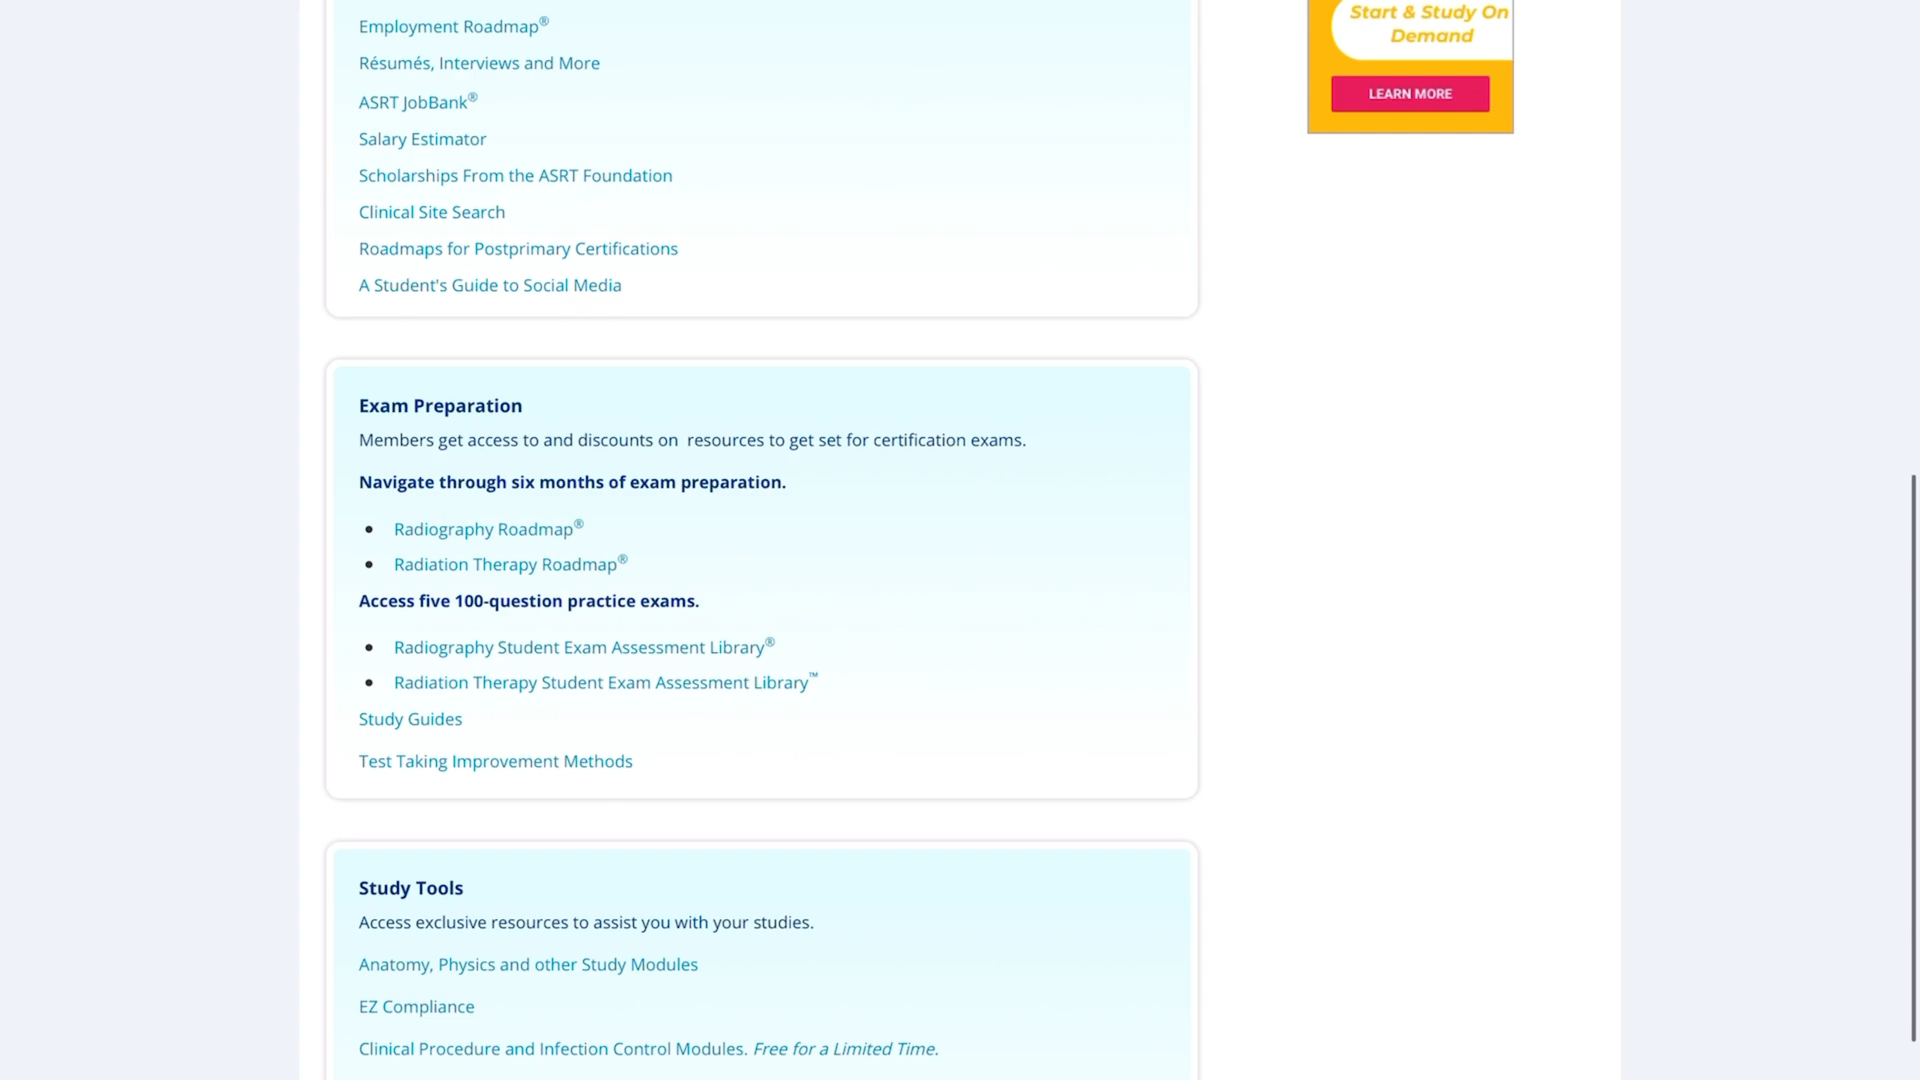 Employment Roadmap®
Résumés, Interviews and More
ASRT JobBank®
Salary Estimator
Scholarships From the ASRT Foundation
Clinical Site Search
Roadmaps for Postprimary Certifications
A Student's Guide to Social Media
Start & Study On
Demand
LEARN MORE
Exam Preparation
Members get access to and discounts on  resources to get set for certification exams.
Navigate through six months of exam preparation.
• Radiography Roadmap®
• Radiation Therapy Roadmap®
Access five 100-question practice exams.
• Radiography Student Exam Assessment Library®
• Radiation Therapy Student Exam Assessment Library™
Study Guides
Test Taking Improvement Methods
Study Tools
Access exclusive resources to assist you with your studies.
Anatomy, Physics and other Study Modules
EZ Compliance
Clinical Procedure and Infection Control Modules. Free for a Limited Time.